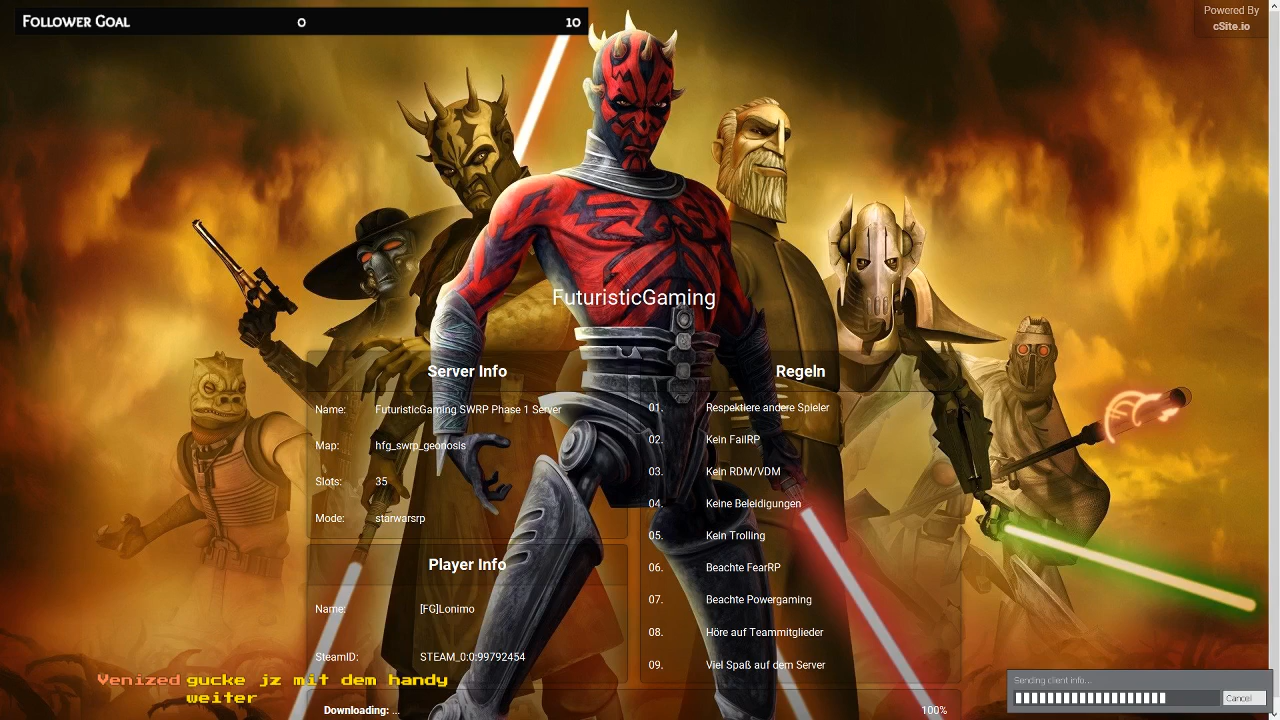 Follower Goal 0 10
Powered By
cSite.io
FuturisticGaming
Server Info
Name: FuturisticGaming SWRP Phase 1 Server
Map: hfg_swrp_geonosis
Slots: 35
Mode: starwarsrp
Player Info
Name: [FG]Lonimo
SteamID: STEAM_0:0:99792454
Downloading: ... 100%
Regeln
01. Respektiere andere Spieler
02. Kein FailRP
03. Kein RDM/VDM
04. Keine Beleidigungen
05. Kein Trolling
06. Beachte FearRP
07. Beachte Powergaming
08. Höre auf Teammitglieder
09. Viel Spaß auf dem Server
Venized gucke jz mit dem handy
weiter
Sending client info...
Cancel